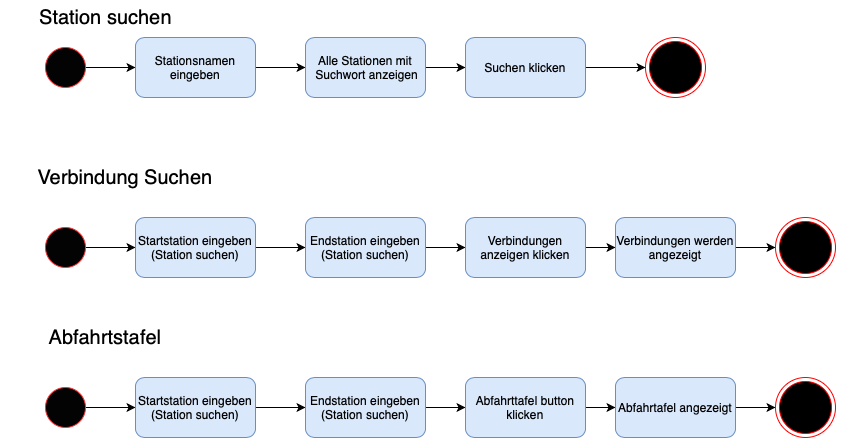 Station suchen
Stationsnamen
eingeben
Alle Stationen mit
Suchwort anzeigen
Suchen klicken
Verbindung Suchen
Startstation eingeben
(Station suchen)
Endstation eingeben
(Station suchen)
Verbindungen
anzeigen klicken
Verbindungen werden
angezeigt
Abfahrtstafel
Startstation eingeben
(Station suchen)
Endstation eingeben
(Station suchen)
Abfahrttafel button
klicken
Abfahrtafel angezeigt